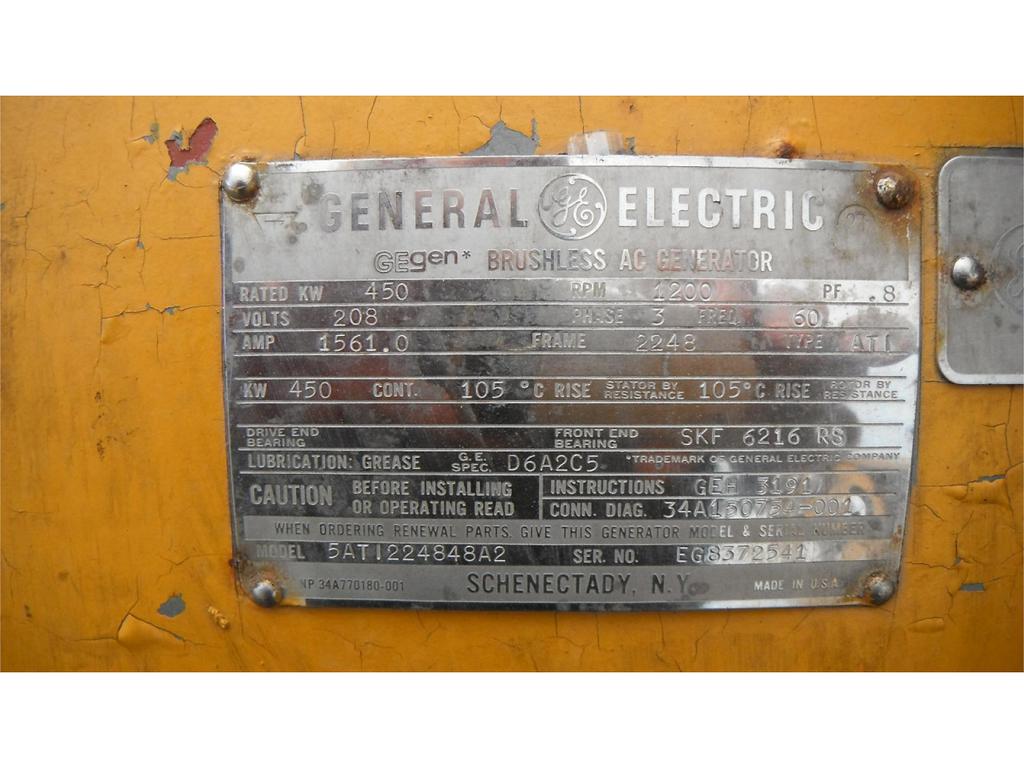 GENERAL GE ELECTRIC
GEgen* BRUSHLESS AC GENERATOR
RATED KW 450 RPM 1200 PF .8
VOLTS 208 PHASE 3 FREQ 60
AMP 1561.0 FRAME 2248 TYPE ATI
KW 450 CONT. 105 °C RISE STATOR BY RESISTANCE 105 °C RISE ROTOR BY RESISTANCE
DRIVE END BEARING FRONT END BEARING SKF 6216 RS
LUBRICATION: GREASE G.E. SPEC. D6A2C5 *TRADEMARK OF GENERAL ELECTRIC COMPANY
CAUTION BEFORE INSTALLING OR OPERATING READ
INSTRUCTIONS GEH 3191
CONN. DIAG. 34A150754-001
WHEN ORDERING RENEWAL PARTS, GIVE THIS GENERATOR MODEL & SERIAL NUMBER
MODEL 5ATI224848A2 SER. NO. EG8372541
NP 34A770180-001 SCHENECTADY, N.Y. MADE IN U.S.A.